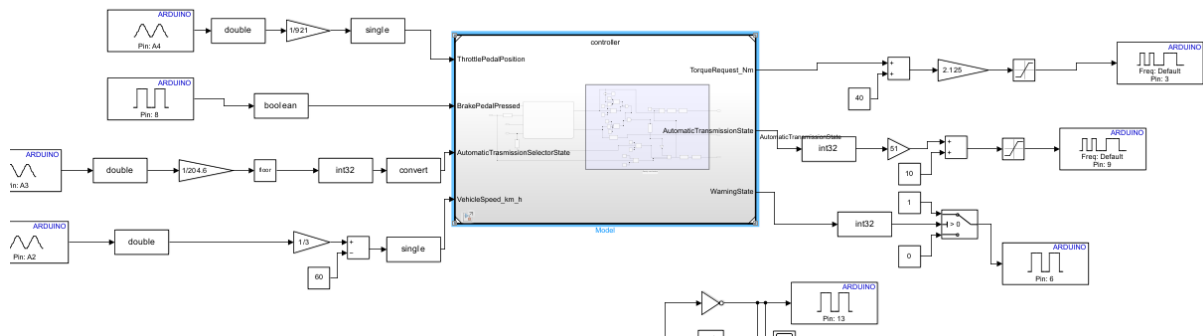 ARDUINO
Pin: A4
double
1/921
single
ARDUINO
Pin: 8
boolean
ARDUINO
Pin: A3
double
1/204.6
floor
int32
convert
ARDUINO
Pin: A2
double
1/3
+
−
60
single
controller
ThrottlePedalPosition
BrakePedalPressed
AutomaticTrasmissionSelectorState
VehicleSpeed_km_h
TorqueRequest_Nm
AutomaticTransmissionState
WarningState
Model
+
+
40
2.125
ARDUINO
Freq: Default
Pin: 3
AutomaticTransmissionState
int32
51
+
+
10
ARDUINO
Freq: Default
Pin: 9
int32
1
> 0
0
ARDUINO
Pin: 6
ARDUINO
Pin: 13